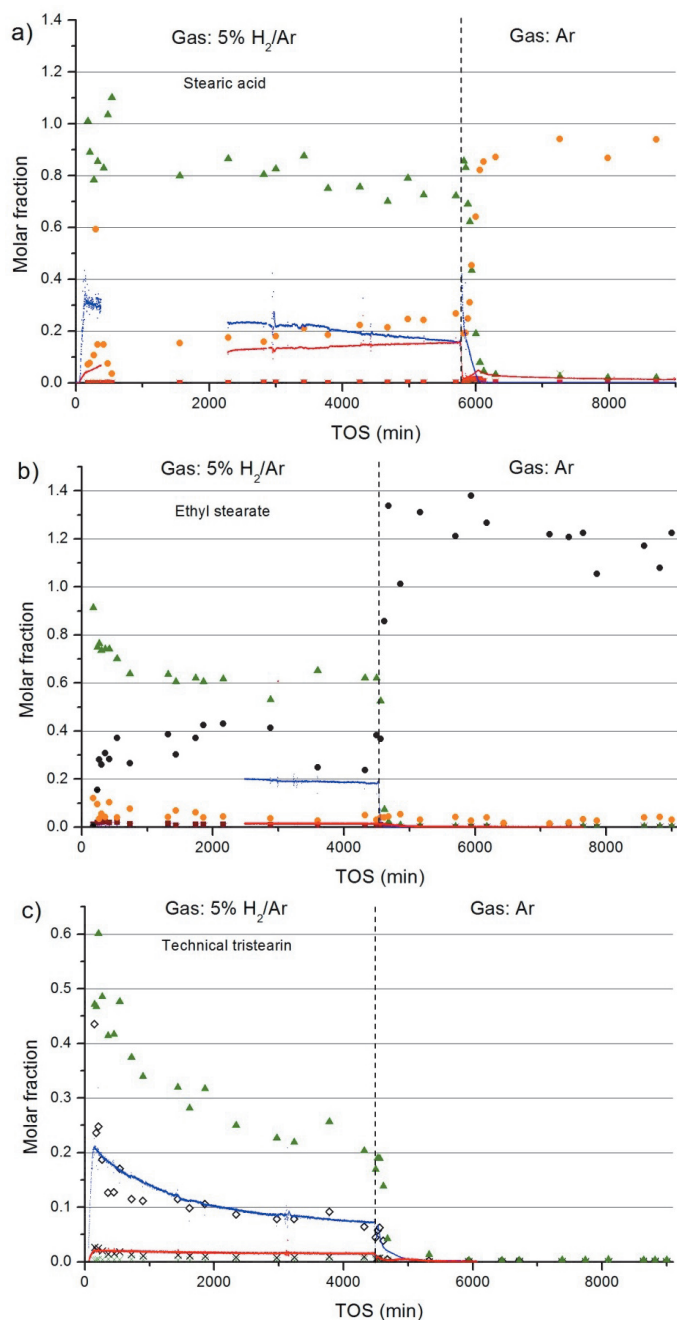 a)
Gas: 5% H₂/Ar
Gas: Ar
Stearic acid
1.4
1.2
1.0
0.8
0.6
0.4
0.2
0.0
Molar fraction
0
2000
4000
6000
8000
TOS (min)
b)
Gas: 5% H₂/Ar
Gas: Ar
Ethyl stearate
1.4
1.2
1.0
0.8
0.6
0.4
0.2
0.0
Molar fraction
0
2000
4000
6000
8000
TOS (min)
c)
Gas: 5% H₂/Ar
Gas: Ar
Technical tristearin
0.6
0.5
0.4
0.3
0.2
0.1
0.0
Molar fraction
0
2000
4000
6000
8000
TOS (min)